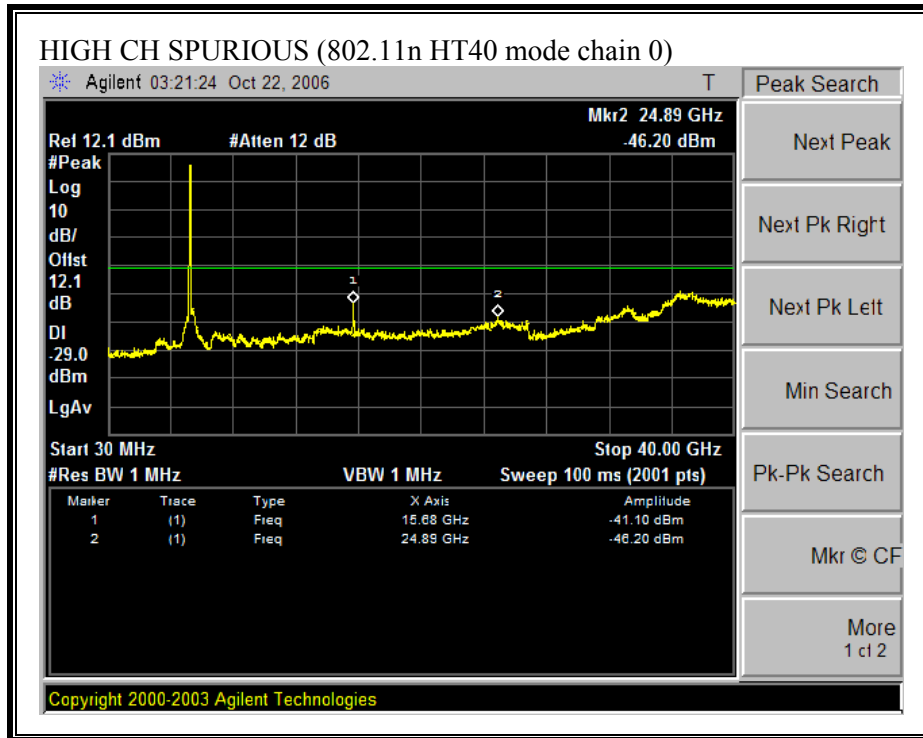 HIGH CH SPURIOUS (802.11n HT40 mode chain 0)
Agilent 03:21:24 Oct 22, 2006 T
Peak Search
Mkr2 24.89 GHz
Ref 12.1 dBm #Atten 12 dB -46.20 dBm
#Peak
Log
10
dB/
Offst
12.1
dB
DI
-29.0
dBm
LgAv
1
2
Start 30 MHz Stop 40.00 GHz
#Res BW 1 MHz VBW 1 MHz Sweep 100 ms (2001 pts)
Marker Trace Type X Axis Amplitude
1 (1) Freq 15.68 GHz -41.10 dBm
2 (1) Freq 24.89 GHz -46.20 dBm
Next Peak
Next Pk Right
Next Pk Left
Min Search
Pk-Pk Search
Mkr © CF
More
1 of 2
Copyright 2000-2003 Agilent Technologies